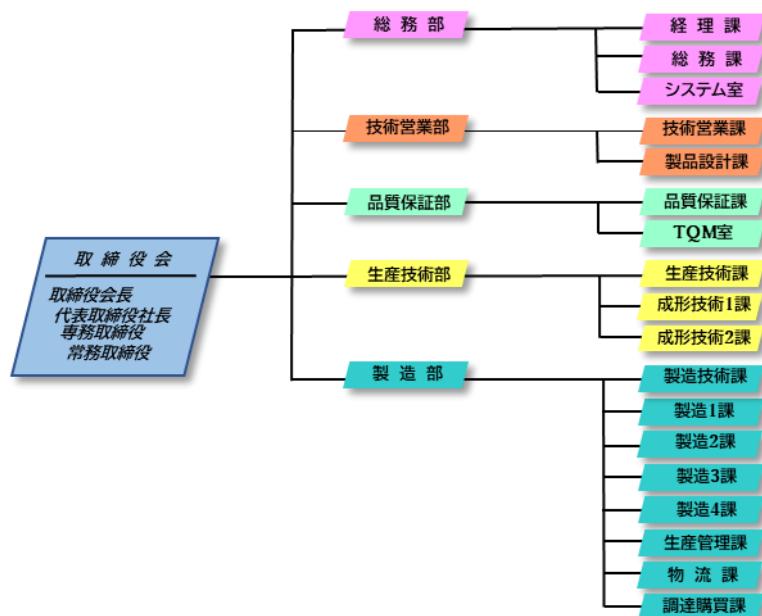 取締役会
取締役会長
代表取締役社長
専務取締役
常務取締役
総務部
経理課
総務課
システム室
技術営業部
技術営業課
製品設計課
品質保証部
品質保証課
TQM室
生産技術部
生産技術課
成形技術1課
成形技術2課
製造部
製造技術課
製造1課
製造2課
製造3課
製造4課
生産管理課
物流課
調達購買課